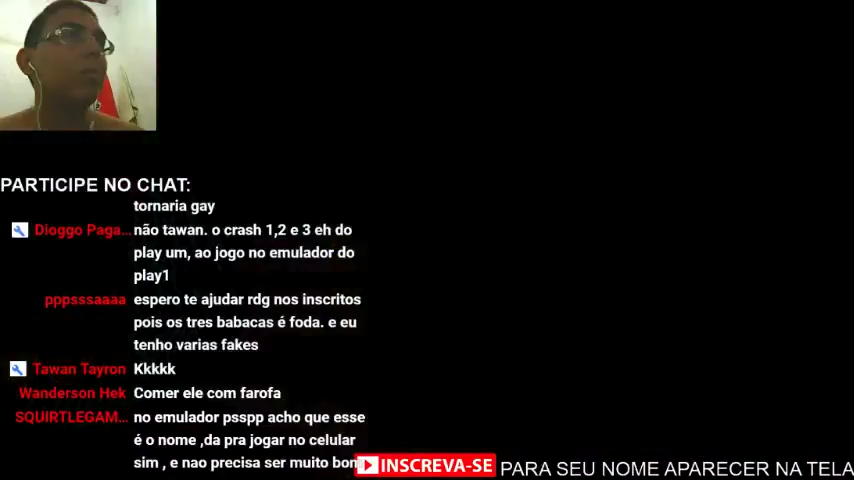 PARTICIPE NO CHAT:
tornaria gay
Dioggo Paga... não tawan. o crash 1,2 e 3 eh do
play um, ao jogo no emulador do
play1
pppsssaaaa espero te ajudar rdg nos inscritos
pois os tres babacas é foda. e eu
tenho varias fakes
Tawan Tayron Kkkkk
Wanderson Hek Comer ele com farofa
SQUIRTLEGAM... no emulador psspp acho que esse
é o nome ,da pra jogar no celular
sim , e nao precisa ser muito bom
INSCREVA-SE PARA SEU NOME APARECER NA TELA